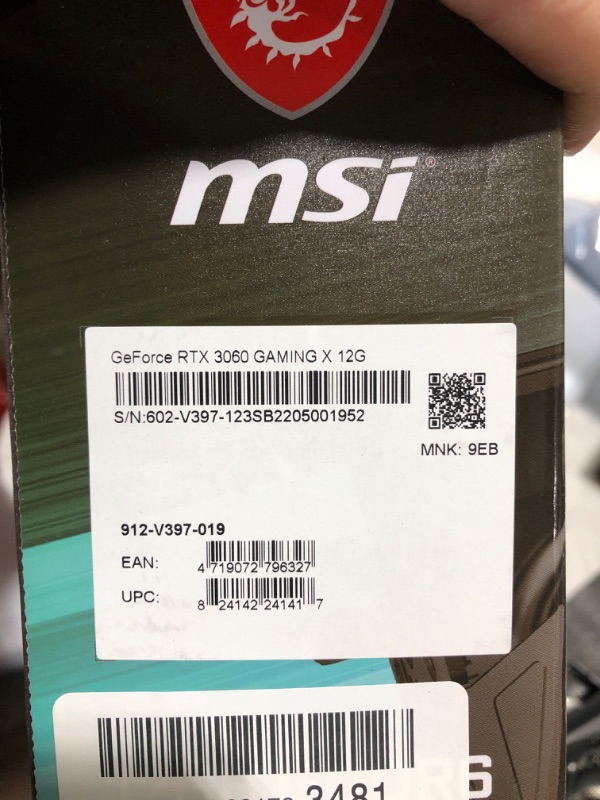 msi®
GeForce RTX 3060 GAMING X 12G
S/N:602-V397-123SB2205001952
MNK: 9EB
912-V397-019
EAN: 4 719072 796327
UPC: 8 24142 24141 7
3481